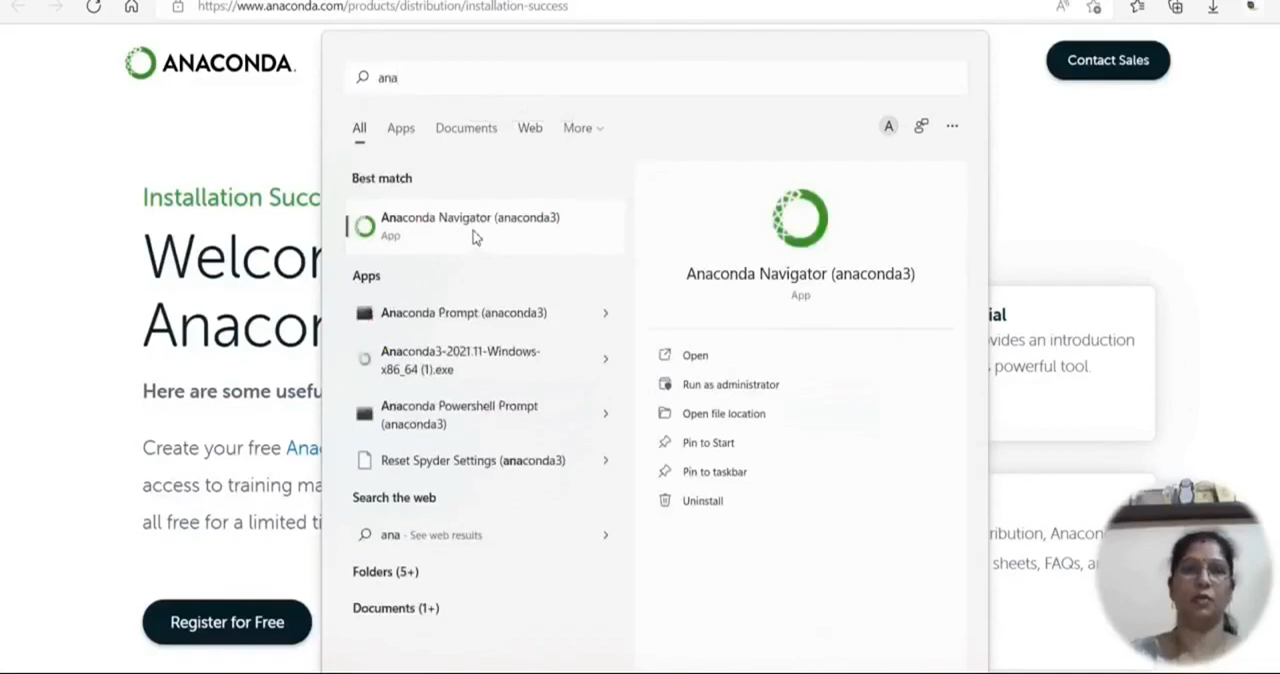 https://www.anaconda.com/products/distribution/installation-success
ANACONDA.
Contact Sales
ana
All Apps Documents Web More
A
Best match
Anaconda Navigator (anaconda3)
App
Apps
Anaconda Prompt (anaconda3)
Anaconda3-2021.11-Windows-
x86_64 (1).exe
Anaconda Powershell Prompt
(anaconda3)
Reset Spyder Settings (anaconda3)
Search the web
ana - See web results
Folders (5+)
Documents (1+)
Anaconda Navigator (anaconda3)
App
Open
Run as administrator
Open file location
Pin to Start
Pin to taskbar
Uninstall
Installation Succ
Welcor
Anacor
Here are some usefu
Create your free Ana
access to training ma
all free for a limited ti
Register for Free
ial
vides an introduction
powerful tool.
ribution, Anacon
sheets, FAQs, a